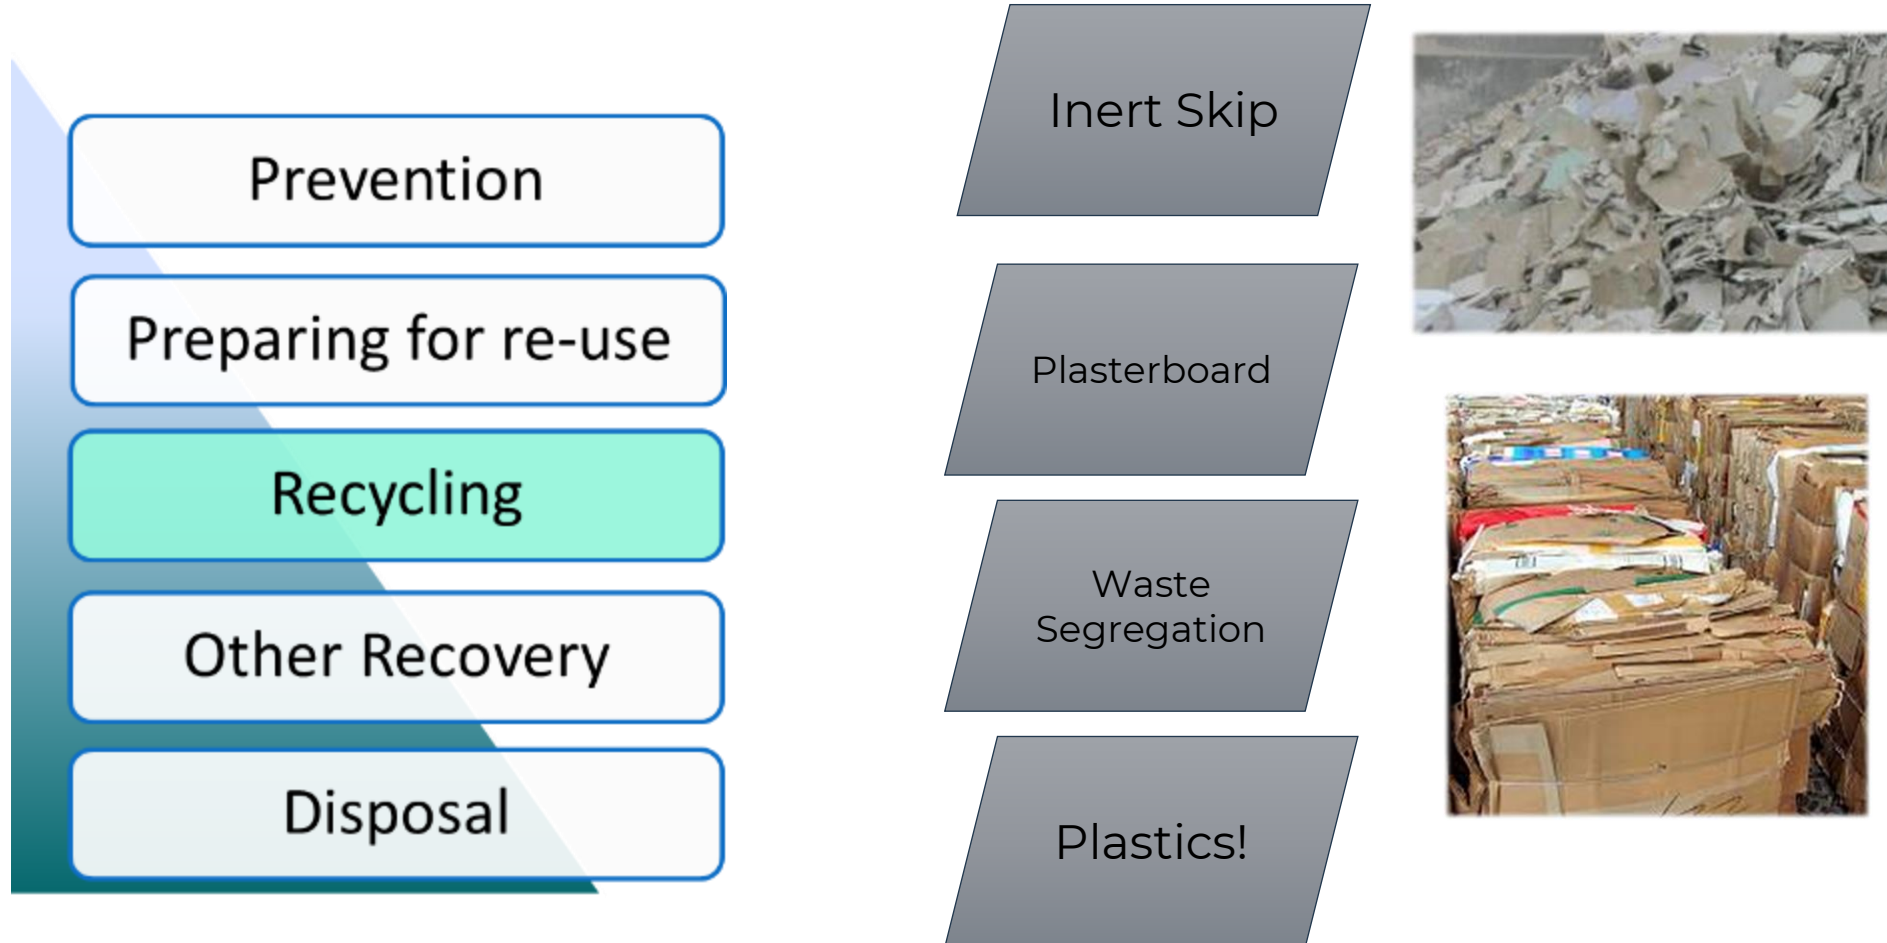 Prevention
Preparing for re-use
Recycling
Other Recovery
Disposal
Inert Skip
Plasterboard
Waste
Segregation
Plastics!